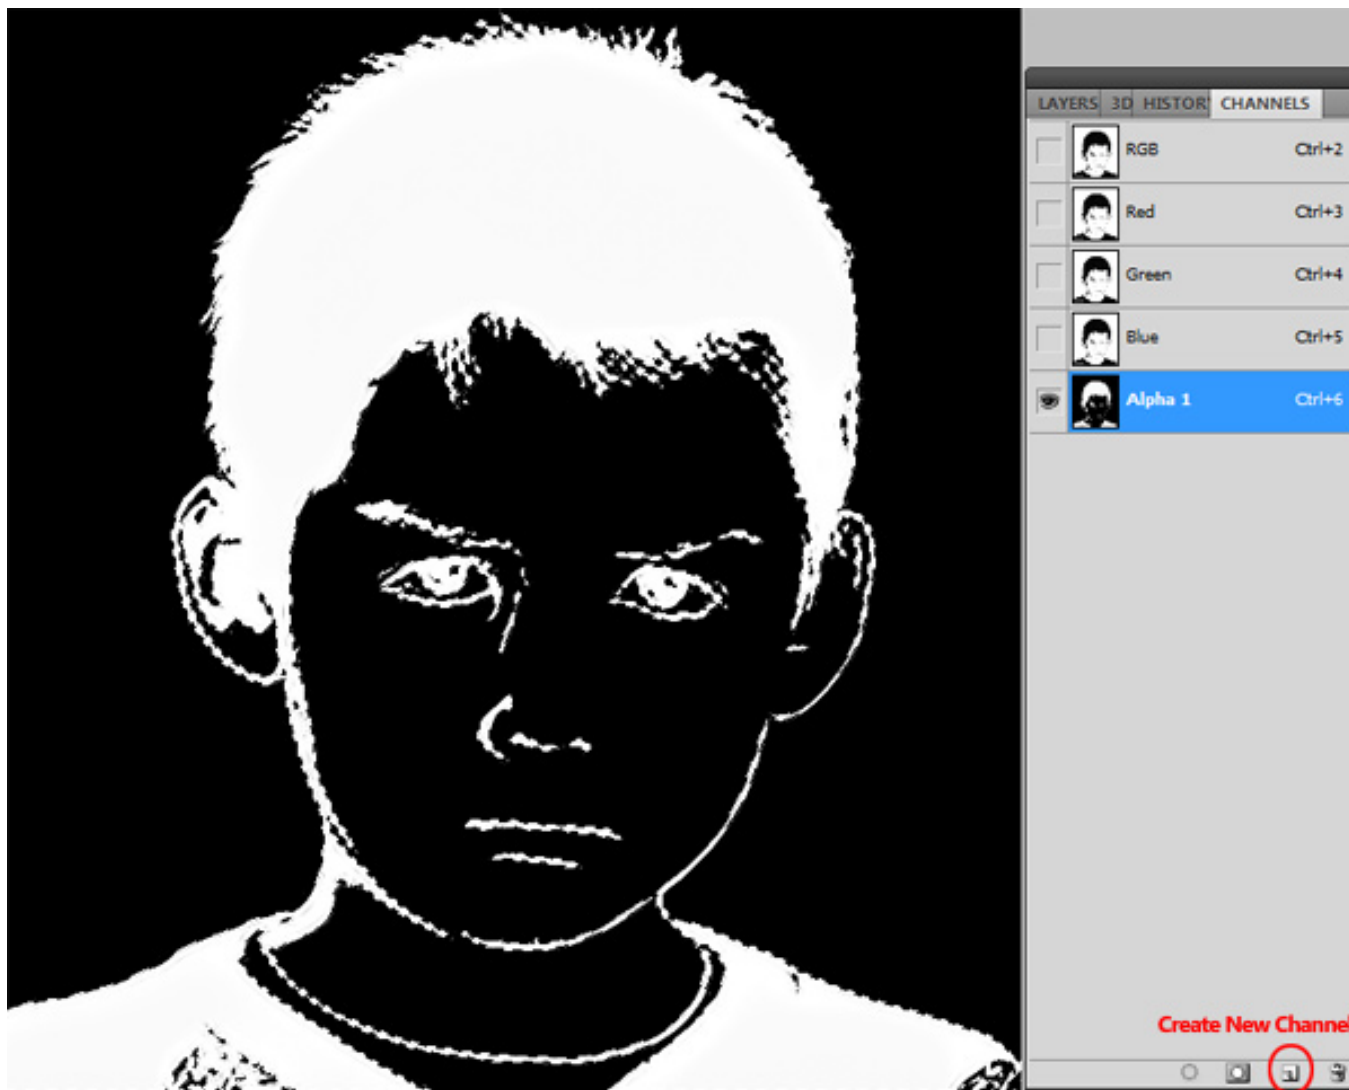 LAYERS 3D HISTOR CHANNELS
RGB Ctrl+2
Red Ctrl+3
Green Ctrl+4
Blue Ctrl+5
Alpha 1 Ctrl+6
Create New Channel